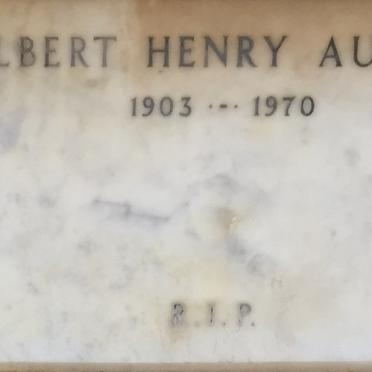 LBERT HENRY AU
1903 -- 1970
R.I.P.